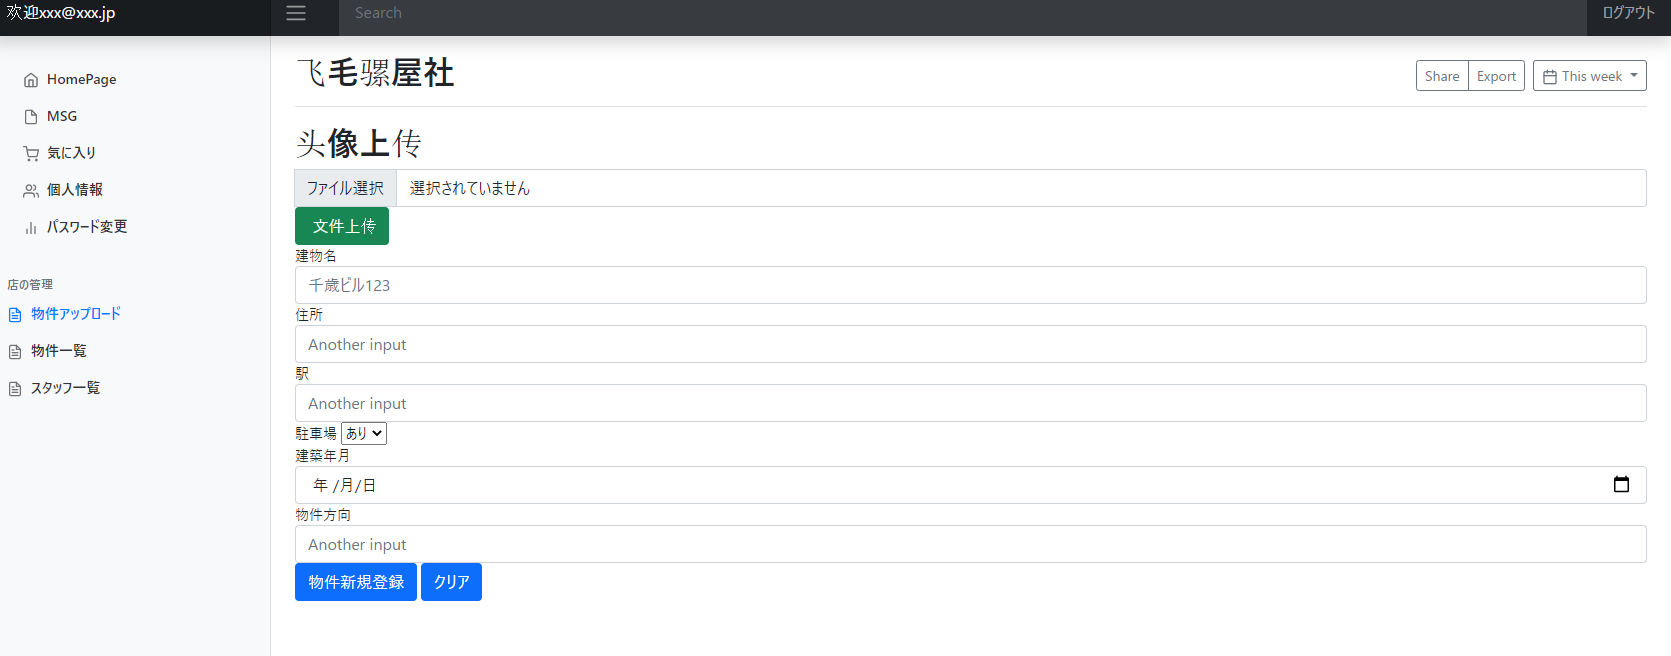 欢迎xxx@xxx.jp
Search
ログアウト
HomePage
MSG
気に入り
個人情報
パスワード変更
店の管理
物件アップロード
物件一覧
スタッフ一覧
飞毛骡屋社
Share
Export
This week
头像上传
ファイル選択 選択されていません
文件上传
建物名
千歳ビル123
住所
Another input
駅
Another input
駐車場 あり
建築年月
年 /月/日
物件方向
Another input
物件新規登録 クリア